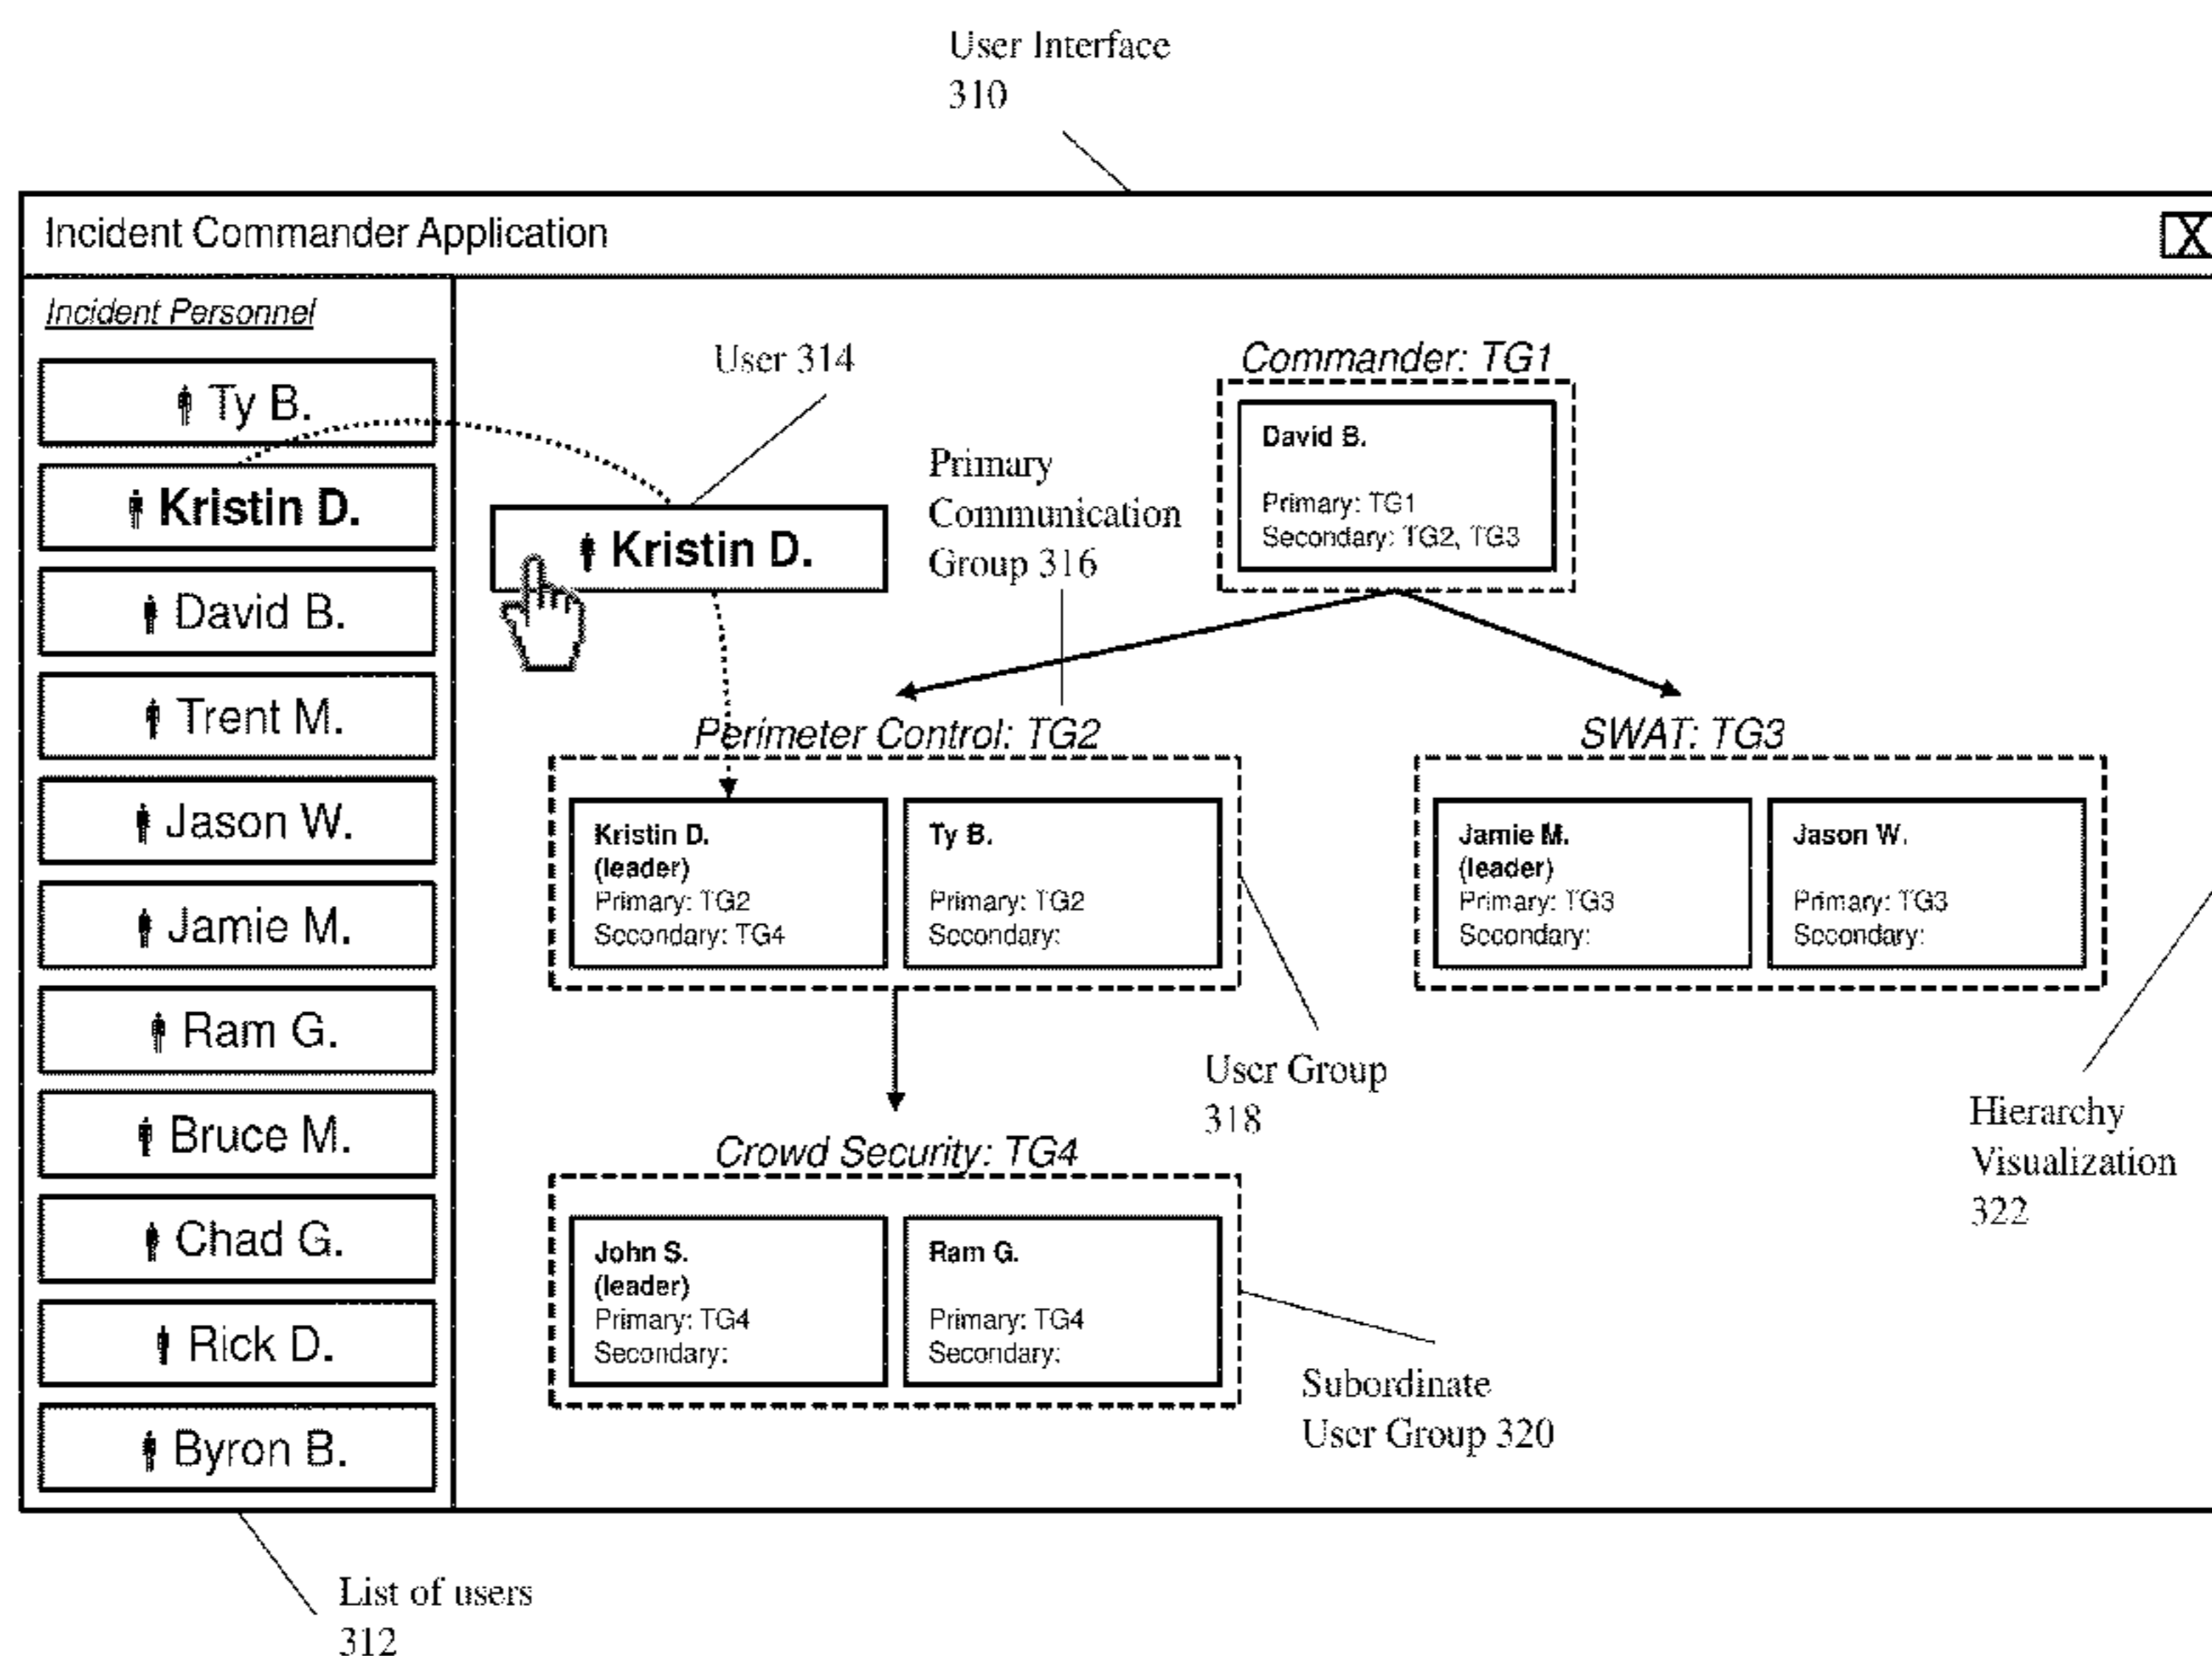 User Interface
310
Incident Commander Application
X
Incident Personnel
Ty B.
Kristin D.
David B.
Trent M.
Jason W.
Jamie M.
Ram G.
Bruce M.
Chad G.
Rick D.
Byron B.
User 314
Kristin D.
Primary
Communication
Group 316
Commander: TG1
David B.
Primary: TG1
Secondary: TG2, TG3
Perimeter Control: TG2
Kristin D.
(leader)
Primary: TG2
Secondary: TG4
Ty B.
Primary: TG2
Secondary:
SWAT: TG3
Jamie M.
(leader)
Primary: TG3
Secondary:
Jason W.
Primary: TG3
Secondary:
User Group
318
Hierarchy
Visualization
322
Crowd Security: TG4
John S.
(leader)
Primary: TG4
Secondary:
Ram G.
Primary: TG4
Secondary:
Subordinate
User Group 320
List of users
312